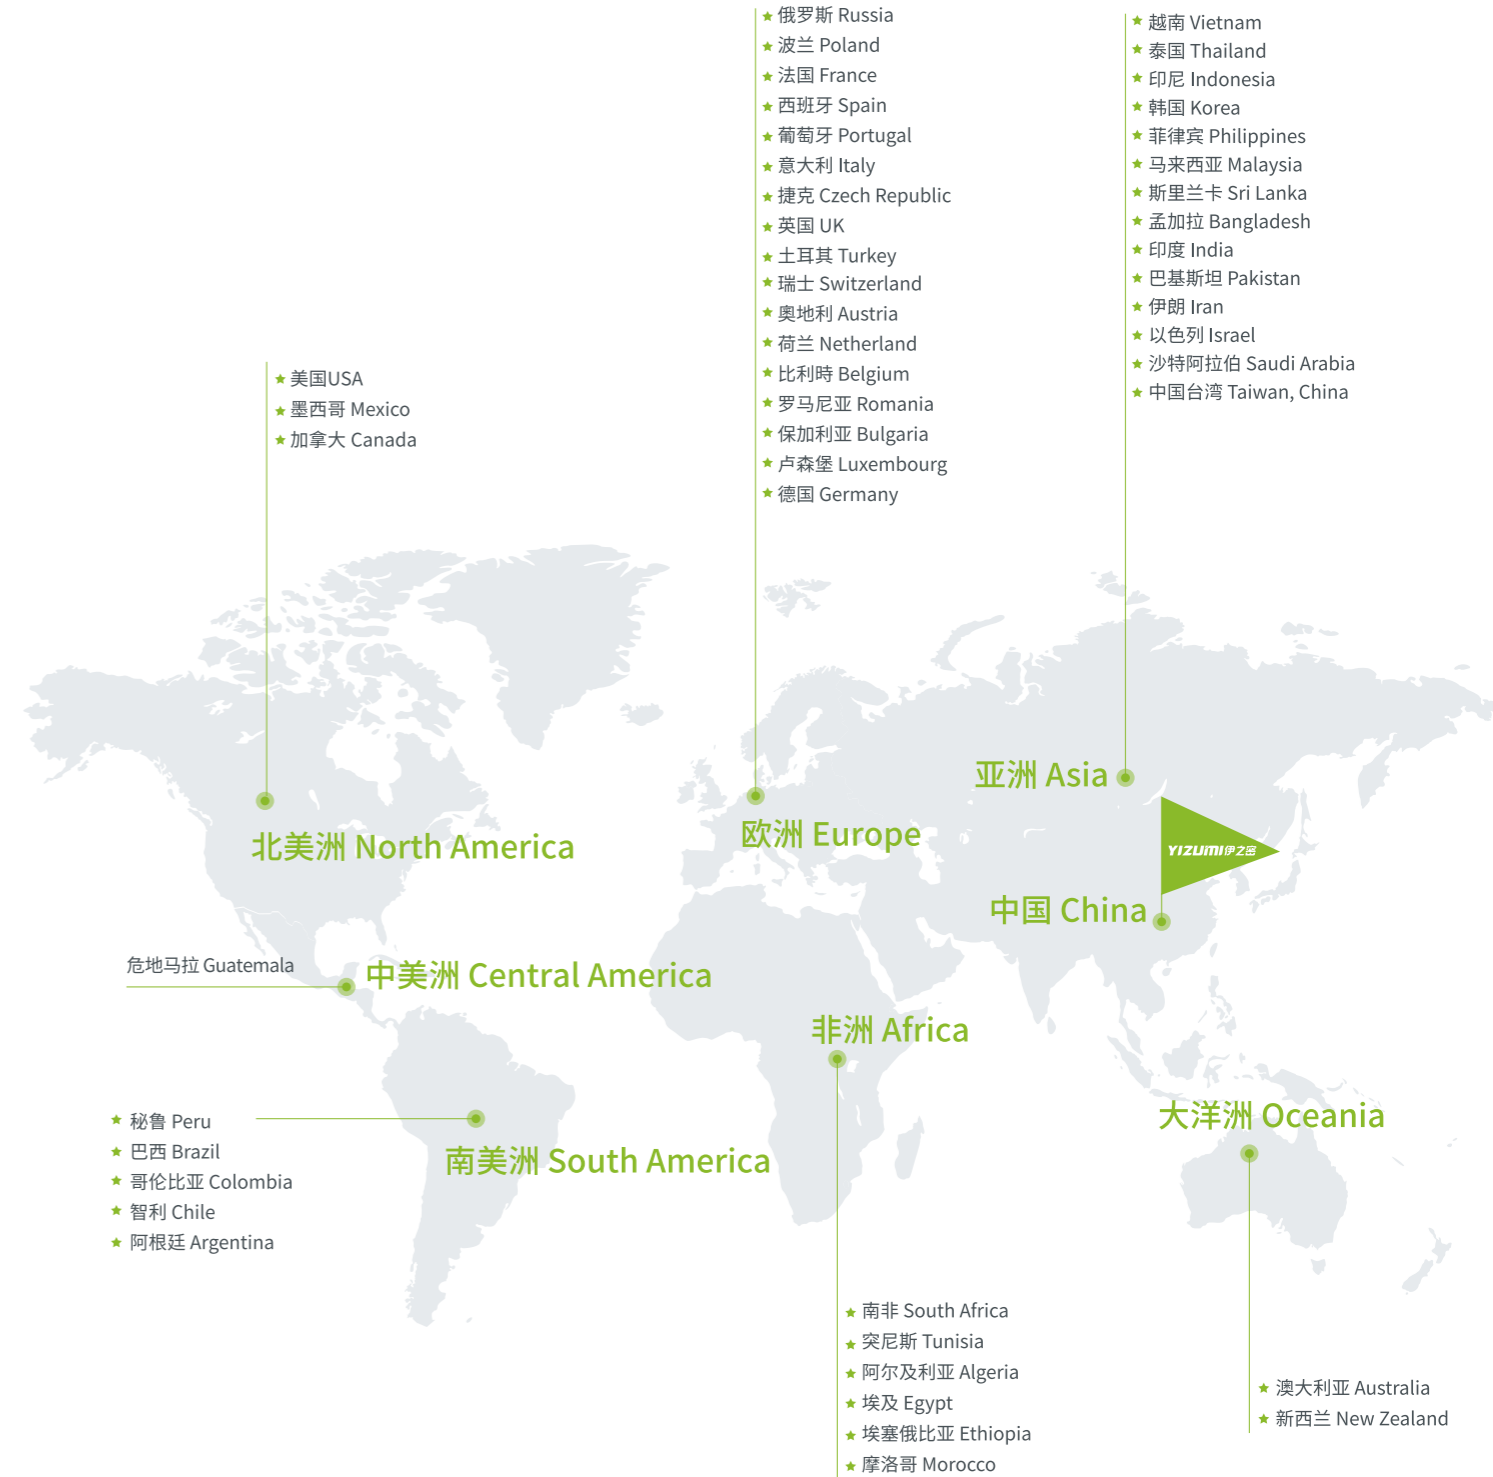 俄罗斯 Russia
波兰 Poland
法国 France
西班牙 Spain
葡萄牙 Portugal
意大利 Italy
捷克 Czech Republic
英国 UK
土耳其 Turkey
瑞士 Switzerland
奥地利 Austria
荷兰 Netherland
比利時 Belgium
罗马尼亚 Romania
保加利亚 Bulgaria
卢森堡 Luxembourg
德国 Germany
越南 Vietnam
泰国 Thailand
印尼 Indonesia
韩国 Korea
菲律宾 Philippines
马来西亚 Malaysia
斯里兰卡 Sri Lanka
孟加拉 Bangladesh
印度 India
巴基斯坦 Pakistan
伊朗 Iran
以色列 Israel
沙特阿拉伯 Saudi Arabia
中国台湾 Taiwan, China
美国USA
墨西哥 Mexico
加拿大 Canada
亚洲 Asia
欧洲 Europe
北美洲 North America
YIZUMI伊之密
中国 China
危地马拉 Guatemala
中美洲 Central America
非洲 Africa
大洋洲 Oceania
南美洲 South America
秘鲁 Peru
巴西 Brazil
哥伦比亚 Colombia
智利 Chile
阿根廷 Argentina
南非 South Africa
突尼斯 Tunisia
阿尔及利亚 Algeria
埃及 Egypt
埃塞俄比亚 Ethiopia
摩洛哥 Morocco
澳大利亚 Australia
新西兰 New Zealand